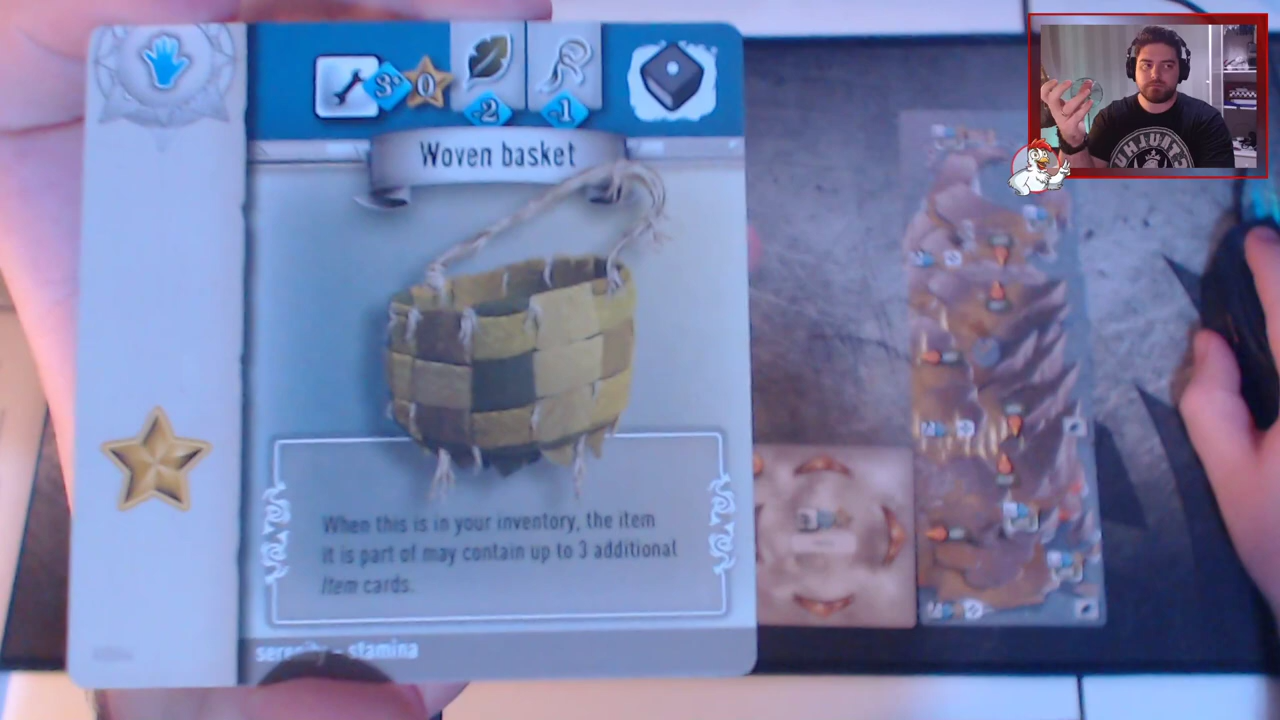 3+ 0 -2 -1
Woven basket
When this is in your inventory, the item
it is part of may contain up to 3 additional
Item cards.
stamina